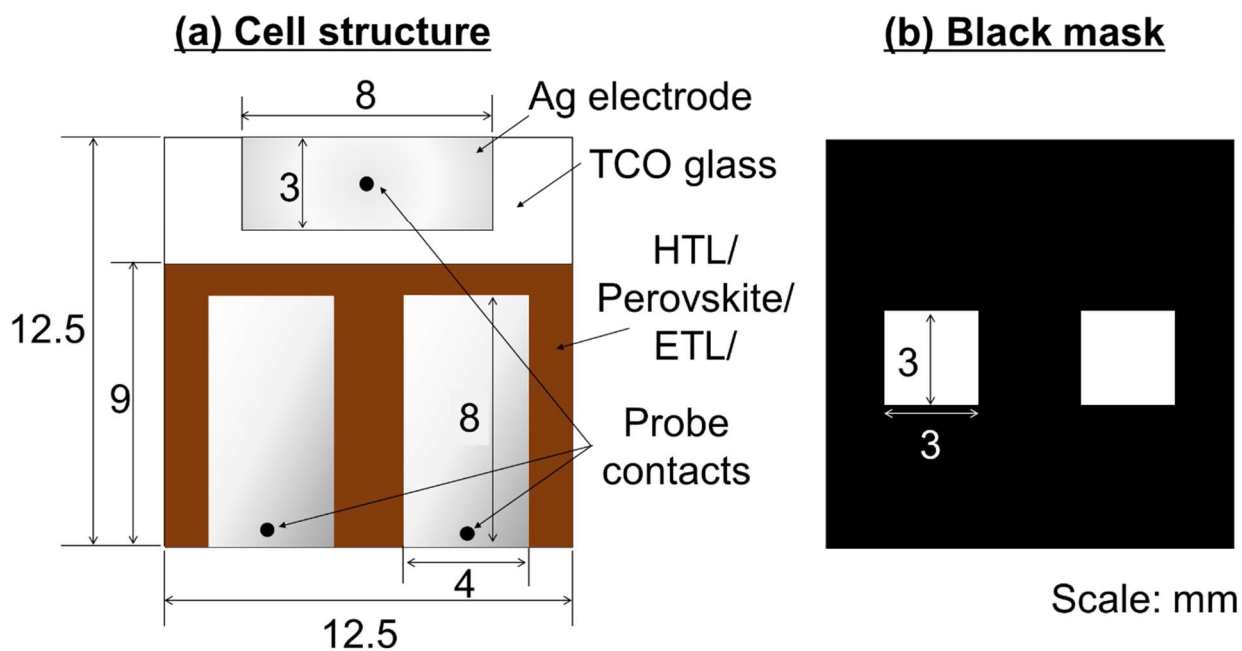 (a) Cell structure
(b) Black mask
8
Ag electrode
TCO glass
3
HTL/
Perovskite/
ETL/
12.5
9
8
3
3
Probe
contacts
4
12.5
Scale: mm